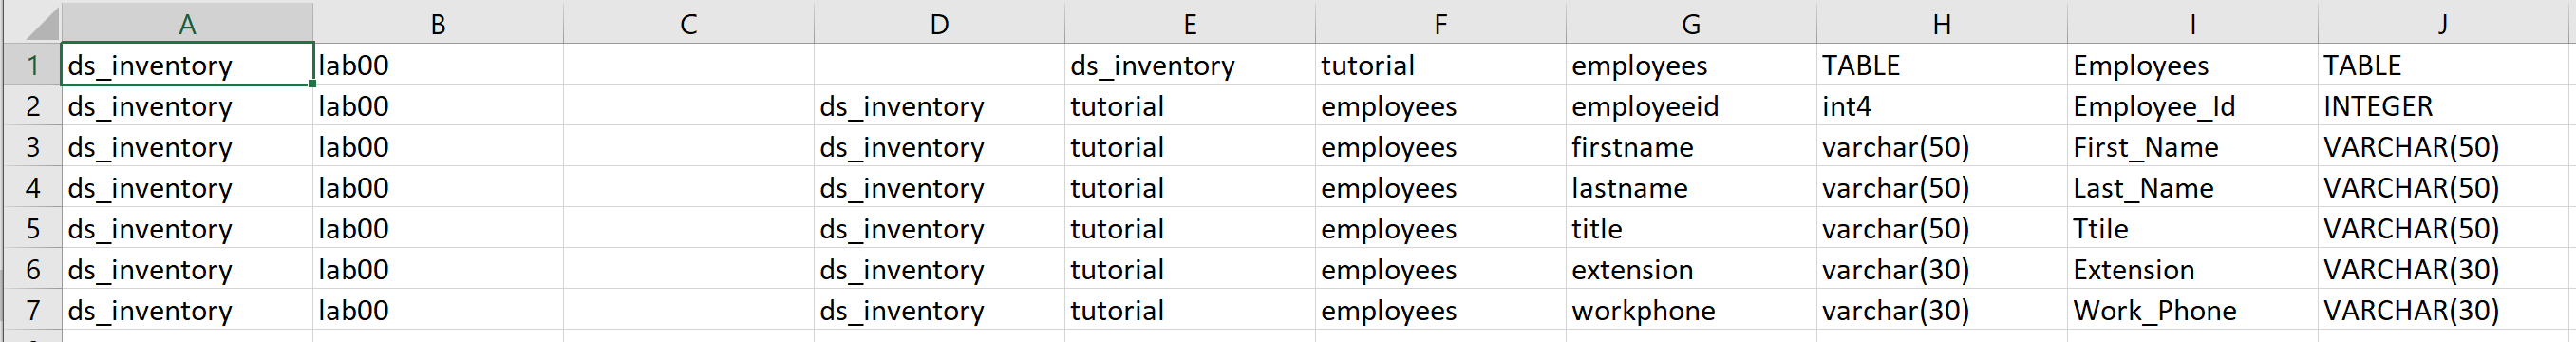 A B C D E F G H I J
1 ds_inventory lab00 ds_inventory tutorial employees TABLE Employees TABLE
2 ds_inventory lab00 ds_inventory tutorial employees employeeid int4 Employee_Id INTEGER
3 ds_inventory lab00 ds_inventory tutorial employees firstname varchar(50) First_Name VARCHAR(50)
4 ds_inventory lab00 ds_inventory tutorial employees lastname varchar(50) Last_Name VARCHAR(50)
5 ds_inventory lab00 ds_inventory tutorial employees title varchar(50) Ttile VARCHAR(50)
6 ds_inventory lab00 ds_inventory tutorial employees extension varchar(30) Extension VARCHAR(30)
7 ds_inventory lab00 ds_inventory tutorial employees workphone varchar(30) Work_Phone VARCHAR(30)